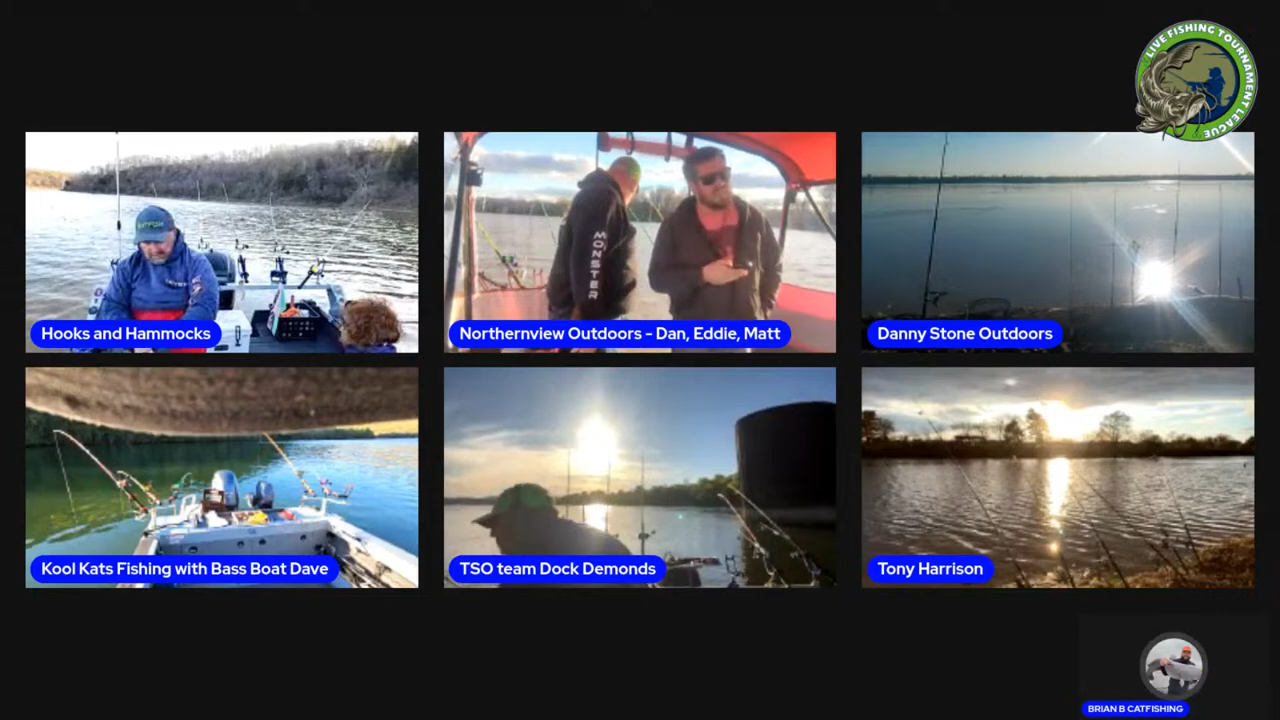 LIVE FISHING TOURNAMENT LEAGUE
Hooks and Hammocks
MONSTER
Northernview Outdoors - Dan, Eddie, Matt
Danny Stone Outdoors
Kool Kats Fishing with Bass Boat Dave
TSO team Dock Demonds
Tony Harrison
BRIAN B CATFISHING